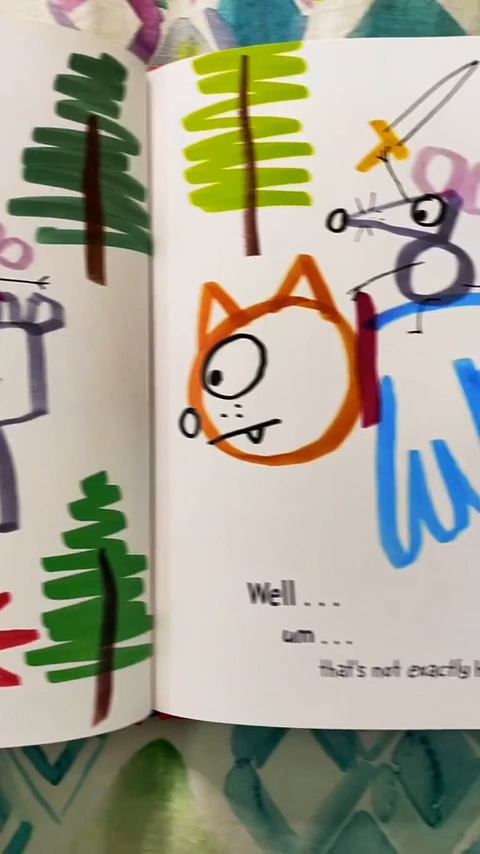 Well . . .
um . . .
that's not exactly